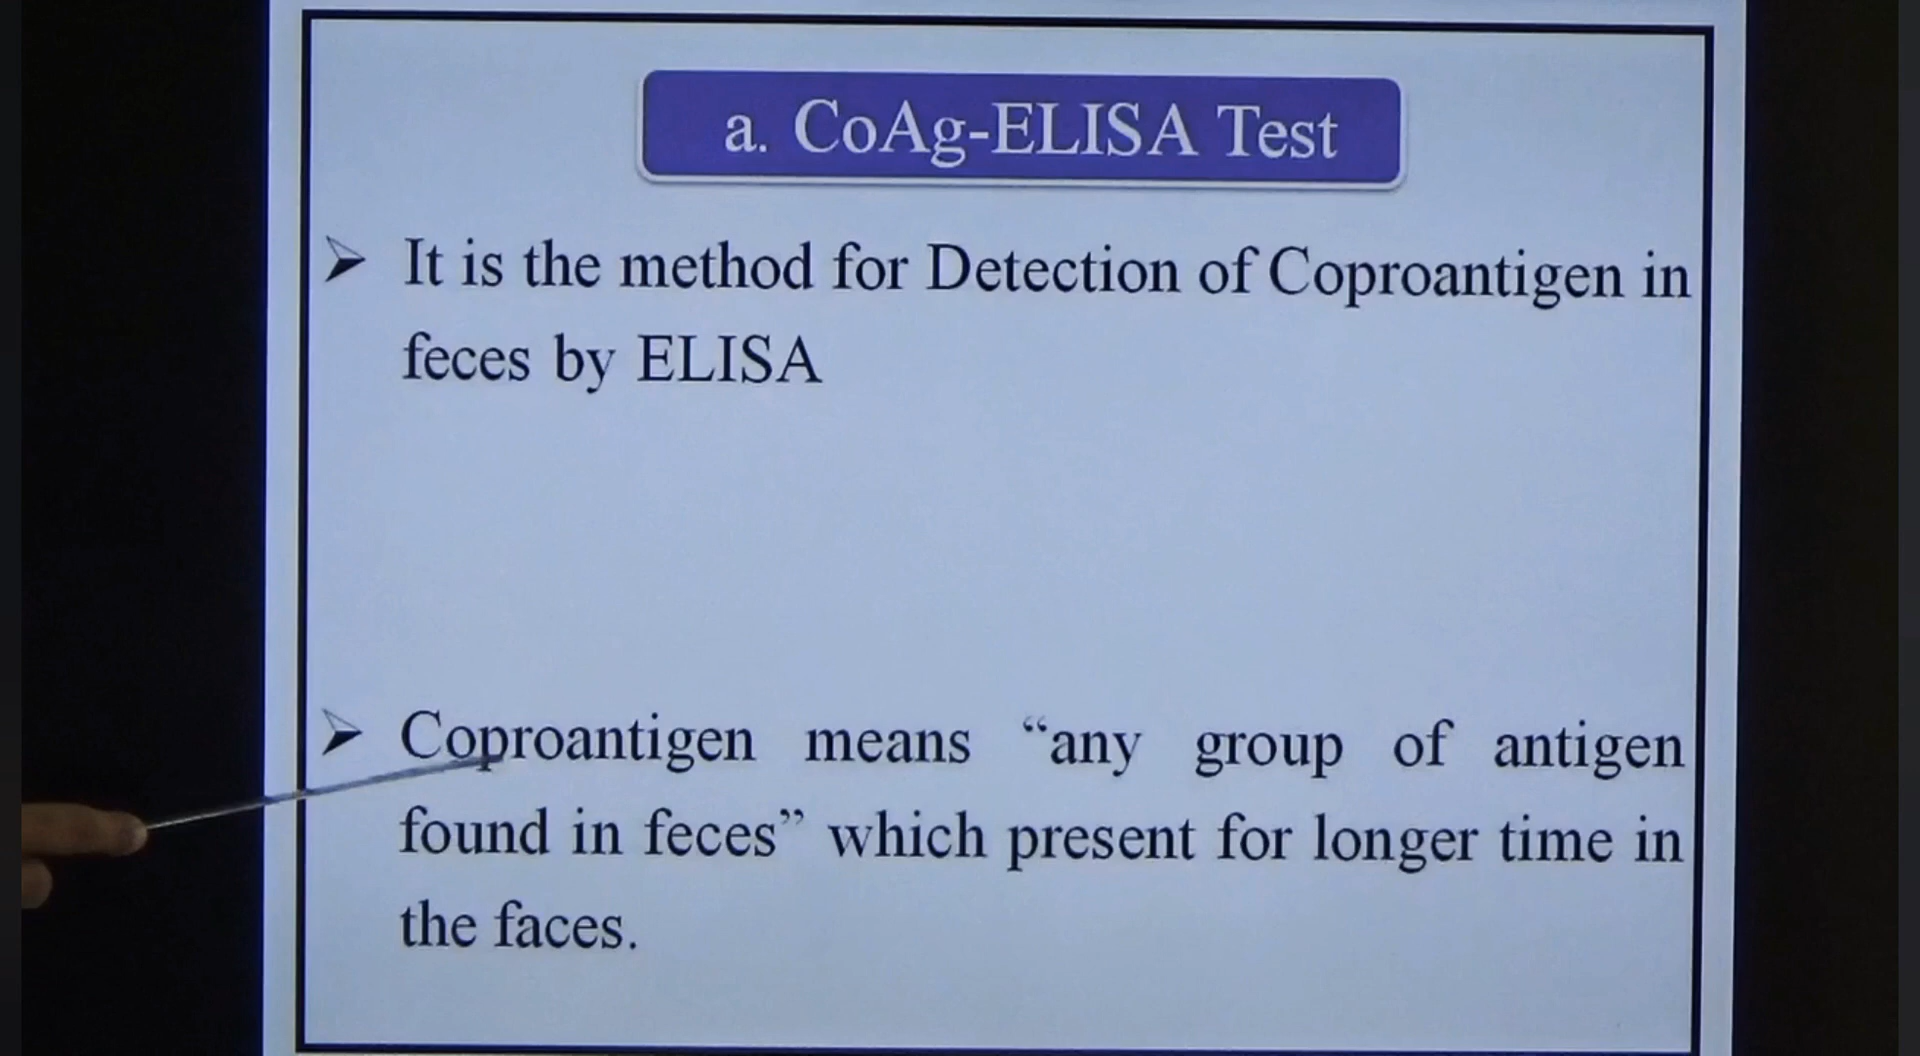 a. CoAg-ELISA Test
➢ It is the method for Detection of Coproantigen in
feces by ELISA
➢ Coproantigen means “any group of antigen
found in feces” which present for longer time in
the faces.